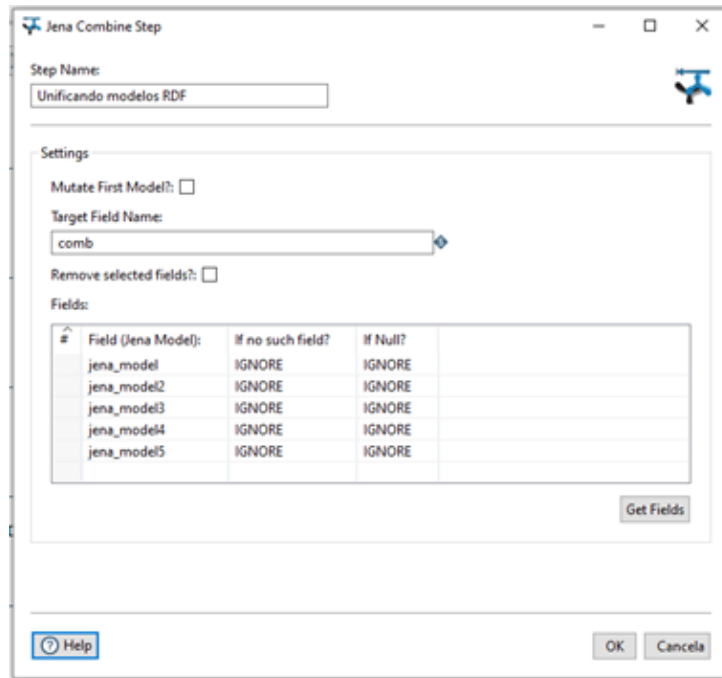 Jena Combine Step
Step Name:
Unificando modelos RDF
Settings
Mutate First Model?:
Target Field Name:
comb
Remove selected fields?:
Fields:
# Field (Jena Model): If no such field? If Null?
jena_model IGNORE IGNORE
jena_model2 IGNORE IGNORE
jena_model3 IGNORE IGNORE
jena_model4 IGNORE IGNORE
jena_model5 IGNORE IGNORE
Get Fields
? Help OK Cancela